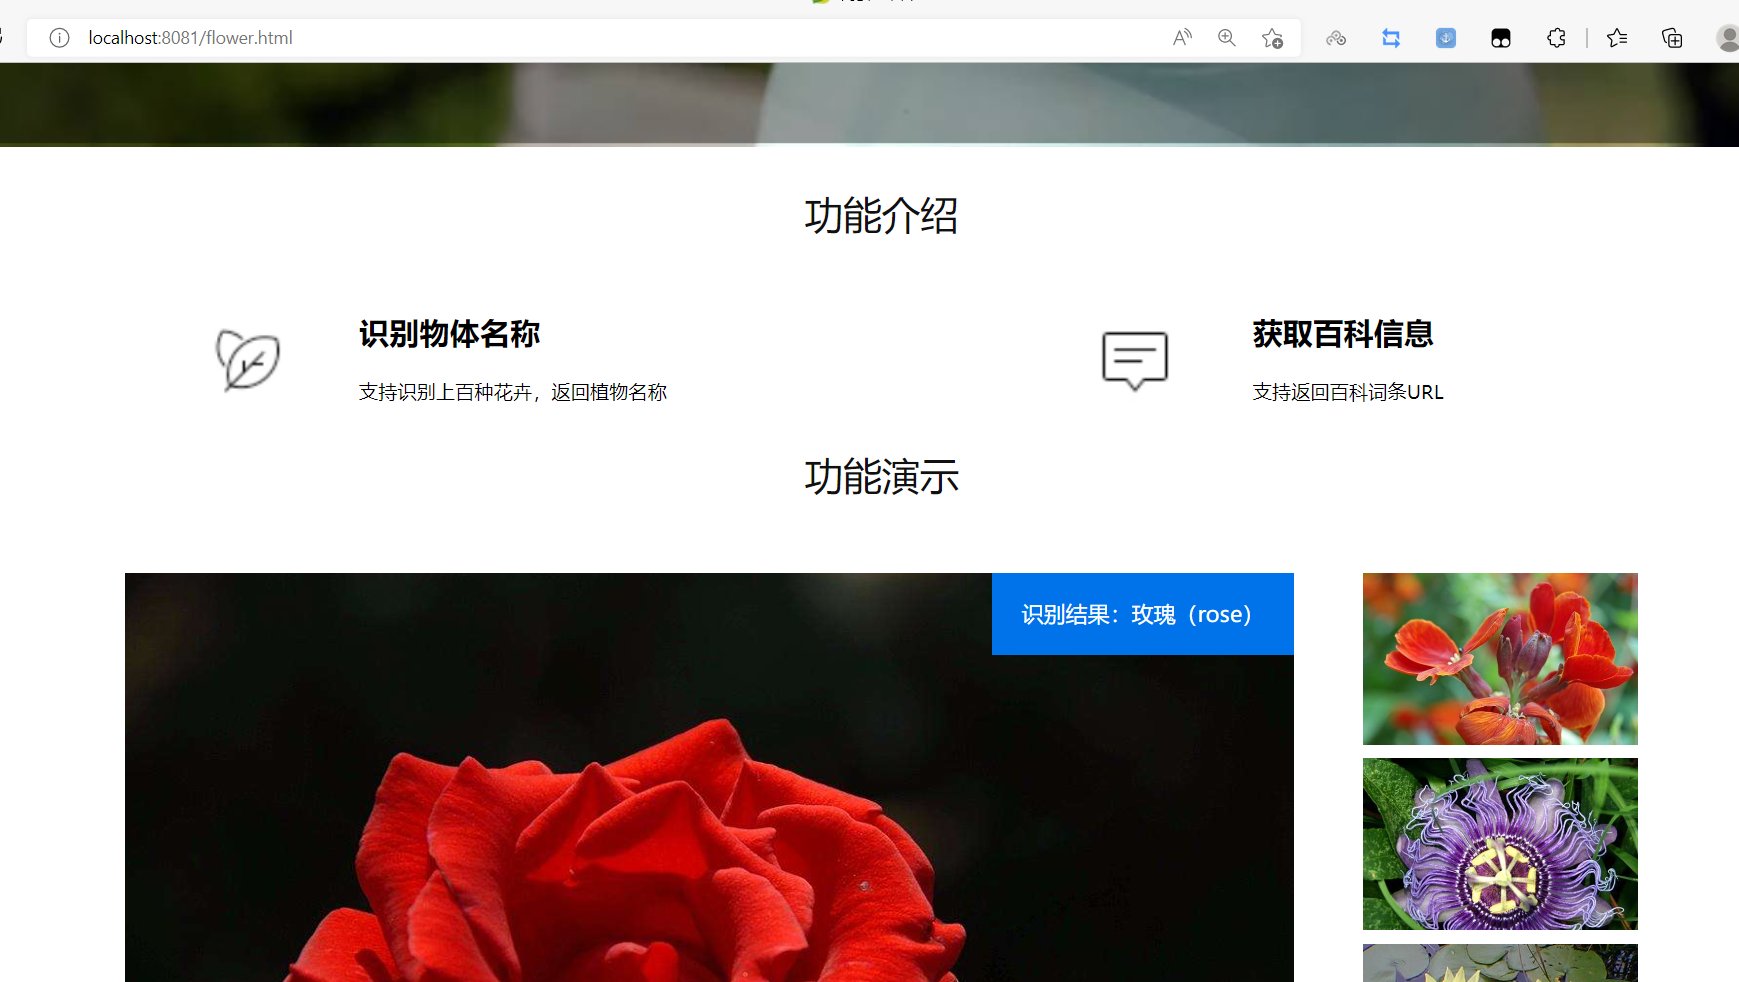 localhost:8081/flower.html
功能介绍
识别物体名称
支持识别上百种花卉，返回植物名称
获取百科信息
支持返回百科词条URL
功能演示
识别结果：玫瑰（rose）